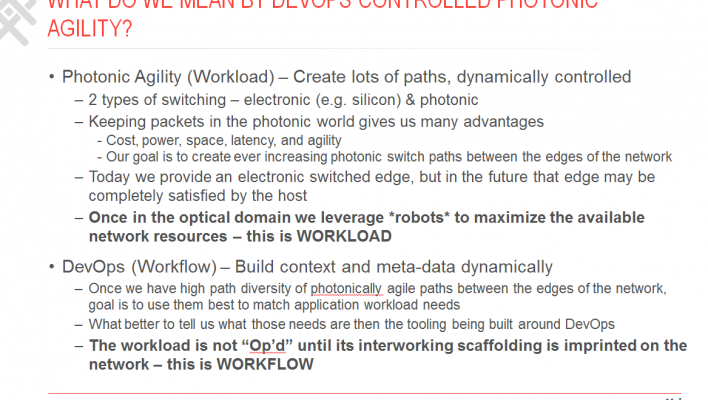 WHAT DO WE MEAN BY DEVOPS CONTROLLED PHOTONIC
AGILITY?
• Photonic Agility (Workload) – Create lots of paths, dynamically controlled
– 2 types of switching – electronic (e.g. silicon) & photonic
– Keeping packets in the photonic world gives us many advantages
- Cost, power, space, latency, and agility
- Our goal is to create ever increasing photonic switch paths between the edges of the network
– Today we provide an electronic switched edge, but in the future that edge may be
completely satisfied by the host
– Once in the optical domain we leverage *robots* to maximize the available
network resources – this is WORKLOAD
• DevOps (Workflow) – Build context and meta-data dynamically
– Once we have high path diversity of photonically agile paths between the edges of the network,
goal is to use them best to match application workload needs
– What better to tell us what those needs are then the tooling being built around DevOps
– The workload is not “Op’d” until its interworking scaffolding is imprinted on the
network – this is WORKFLOW